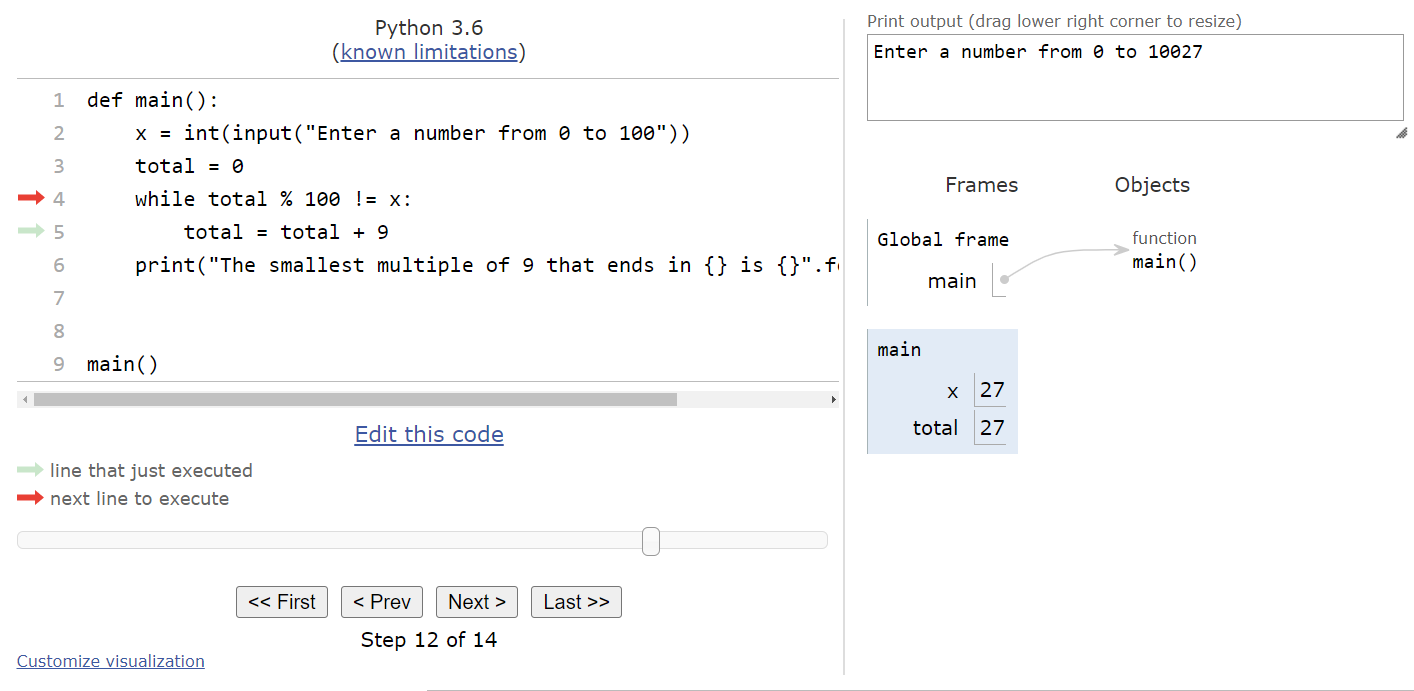 Python 3.6
(known limitations)
1 def main():
2 x = int(input("Enter a number from 0 to 100"))
3 total = 0
4 while total % 100 != x:
5 total = total + 9
6 print("The smallest multiple of 9 that ends in {} is {}".f
7
8
9 main()
Edit this code
line that just executed
next line to execute
<< First < Prev Next > Last >>
Step 12 of 14
Customize visualization
Print output (drag lower right corner to resize)
Enter a number from 0 to 10027
Frames Objects
Global frame
main
function
main()
main
x 27
total 27